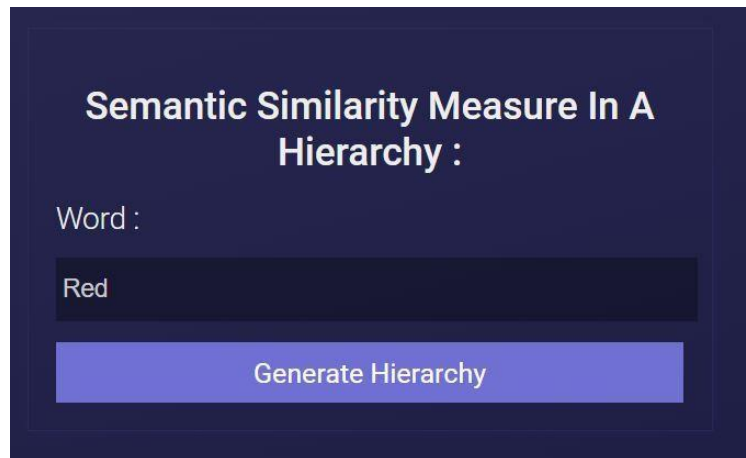 Semantic Similarity Measure In A
Hierarchy :
Word :
Red
Generate Hierarchy